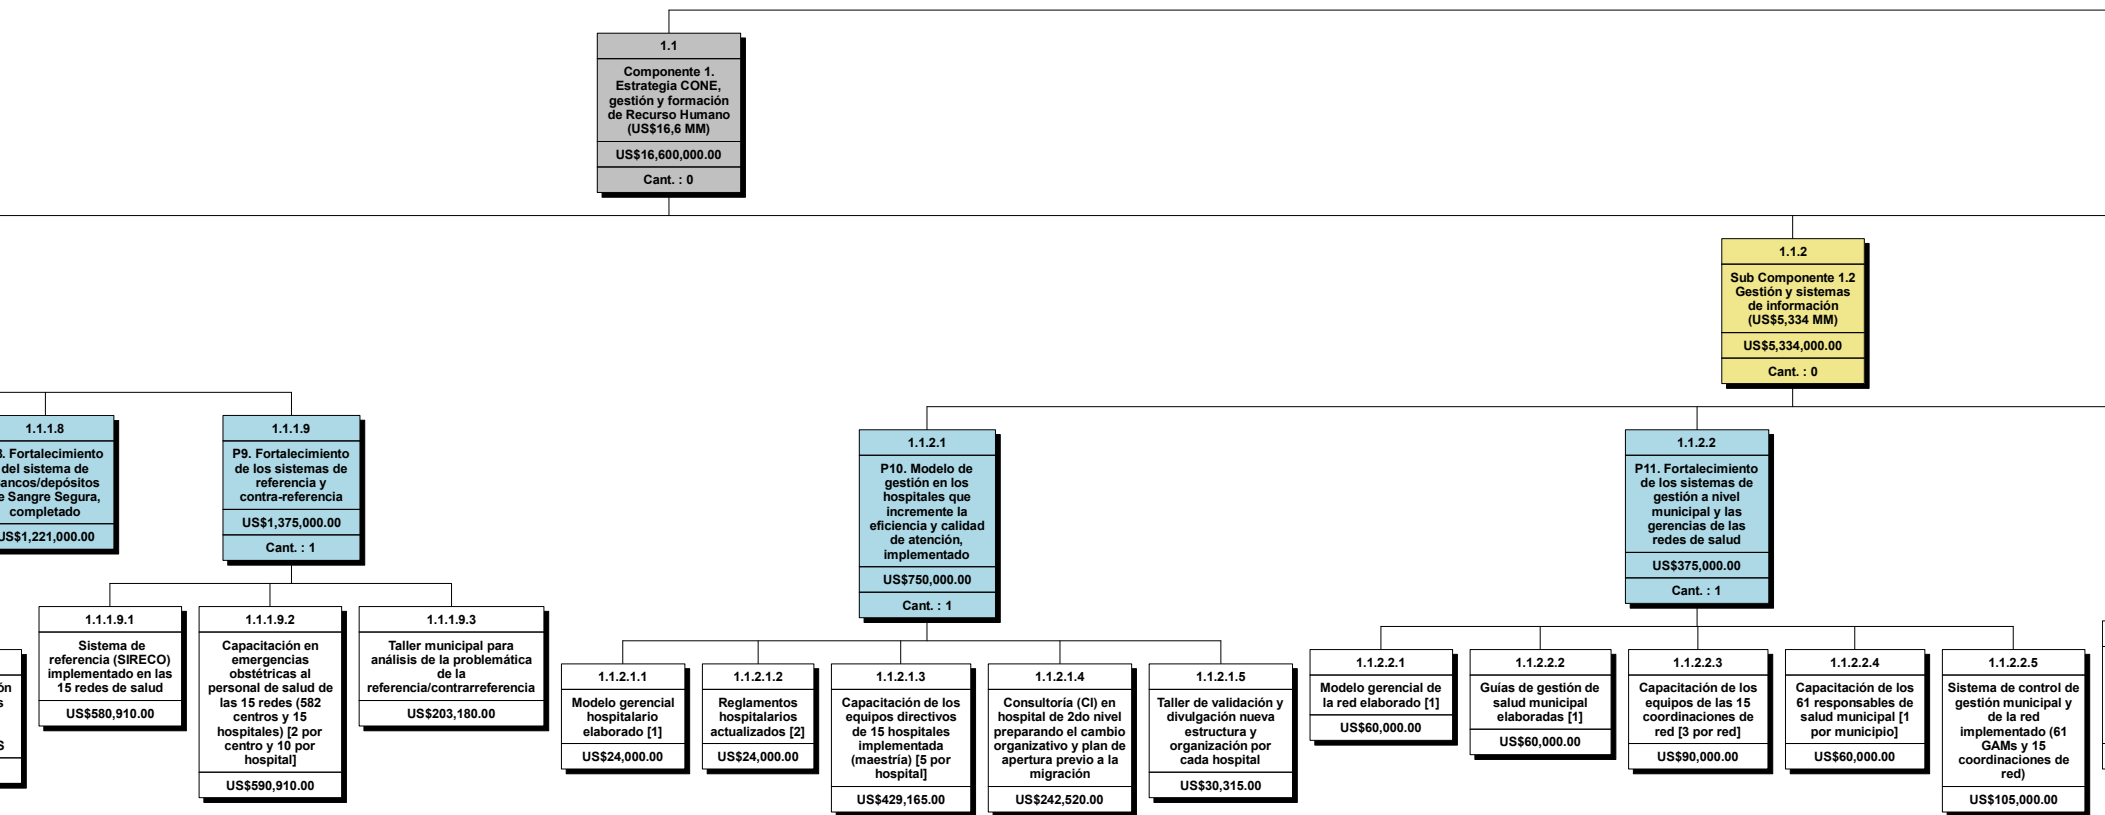 1.1
Componente 1.
Estrategia CONE,
gestión y formación
de Recurso Humano
(US$16,6 MM)
US$16,600,000.00
Cant. : 0
1.1.2
Sub Componente 1.2
Gestión y sistemas
de información
(US$5,334 MM)
US$5,334,000.00
Cant. : 0
1.1.1.8
. Fortalecimiento
del sistema de
ancos/depósitos
e Sangre Segura,
completado
US$1,221,000.00
1.1.1.9
P9. Fortalecimiento
de los sistemas de
referencia y
contra-referencia
US$1,375,000.00
Cant. : 1
1.1.2.1
P10. Modelo de
gestión en los
hospitales que
incremente la
eficiencia y calidad
de atención,
implementado
US$750,000.00
Cant. : 1
1.1.2.2
P11. Fortalecimiento
de los sistemas de
gestión a nivel
municipal y las
gerencias de las
redes de salud
US$375,000.00
Cant. : 1
ón
s
S
1.1.1.9.1
Sistema de
referencia (SIRECO)
implementado en las
15 redes de salud
US$580,910.00
1.1.1.9.2
Capacitación en
emergencias
obstétricas al
personal de salud de
las 15 redes (582
centros y 15
hospitales) [2 por
centro y 10 por
hospital]
US$590,910.00
1.1.1.9.3
Taller municipal para
análisis de la problemática
de la
referencia/contrarreferencia
US$203,180.00
1.1.2.1.1
Modelo gerencial
hospitalario
elaborado [1]
US$24,000.00
1.1.2.1.2
Reglamentos
hospitalarios
actualizados [2]
US$24,000.00
1.1.2.1.3
Capacitación de los
equipos directivos
de 15 hospitales
implementada
(maestría) [5 por
hospital]
US$429,165.00
1.1.2.1.4
Consultoría (CI) en
hospital de 2do nivel
preparando el cambio
organizativo y plan de
apertura previo a la
migración
US$242,520.00
1.1.2.1.5
Taller de validación y
divulgación nueva
estructura y
organización por
cada hospital
US$30,315.00
1.1.2.2.1
Modelo gerencial de
la red elaborado [1]
US$60,000.00
1.1.2.2.2
Guías de gestión de
salud municipal
elaboradas [1]
US$60,000.00
1.1.2.2.3
Capacitación de los
equipos de las 15
coordinaciones de
red [3 por red]
US$90,000.00
1.1.2.2.4
Capacitación de los
61 responsables de
salud municipal [1
por municipio]
US$60,000.00
1.1.2.2.5
Sistema de control de
gestión municipal y
de la red
implementado (61
GAMs y 15
coordinaciones de
red)
US$105,000.00